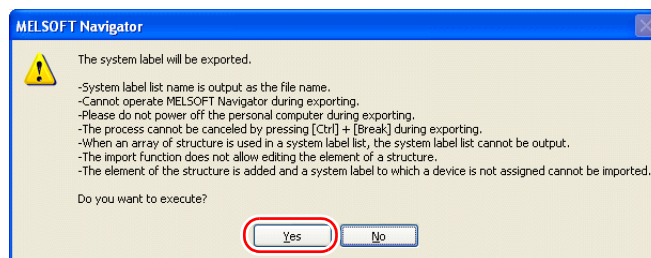 MELSOFT Navigator
The system label will be exported.
-System label list name is output as the file name.
-Cannot operate MELSOFT Navigator during exporting.
-Please do not power off the personal computer during exporting.
-The process cannot be canceled by pressing [Ctrl] + [Break] during exporting.
-When an array of structure is used in a system label list, the system label list cannot be output.
-The import function does not allow editing the element of a structure.
-The element of the structure is added and a system label to which a device is not assigned cannot be imported.
Do you want to execute?
Yes No